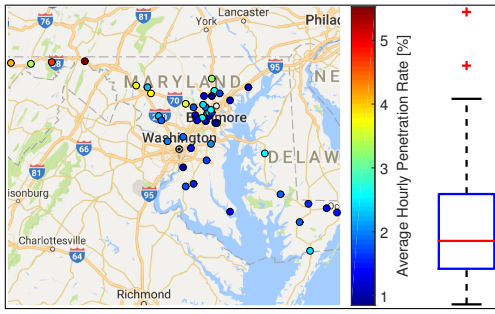 76
81
Lancaster
York
Philad
68
MARYLAND
95
NE
70
Baltimore
Washington
DELAW
66
81
isonburg
95
Charlottesville
64
Richmond
5
4
3
2
1
Average Hourly Penetration Rate [%]